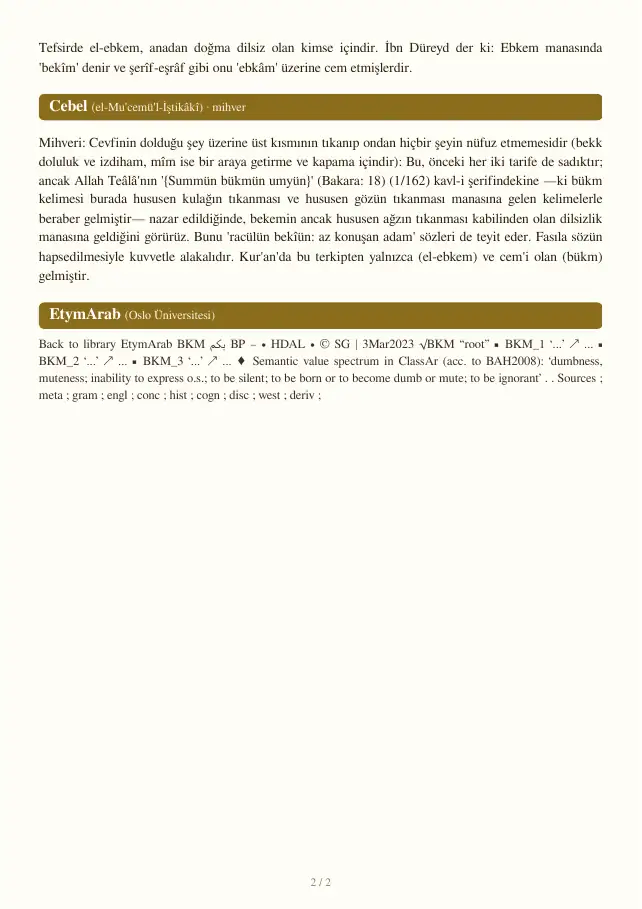 Tefsirde el-ebkem, anadan doğma dilsiz olan kimse içindir. İbn Düreyd der ki: Ebkem manasında
'bekîm' denir ve şerîf-eşrâf gibi onu 'ebkâm' üzerine cem etmişlerdir.
Cebel (el-Mu'cemü'l-İştikâkî) · mihver
Mihveri: Cevfinin dolduğu şey üzerine üst kısmının tıkanıp ondan hiçbir şeyin nüfuz etmemesidir (bekk
doluluk ve izdiham, mîm ise bir araya getirme ve kapama içindir): Bu, önceki her iki tarife de sadıktır;
ancak Allah Teâlâ'nın '{Summün bükmün umyün}' (Bakara: 18) (1/162) kavl-i şerifindekine —ki bükm
kelimesi burada hususen kulağın tıkanması ve hususen gözün tıkanması manasına gelen kelimelerle
beraber gelmiştir— nazar edildiğinde, bekemin ancak hususen ağzın tıkanması kabilinden olan dilsizlik
manasına geldiğini görürüz. Bunu 'racülün bekîün: az konuşan adam' sözleri de teyit eder. Fasıla sözün
hapsedilmesiyle kuvvetle alakalıdır. Kur'an'da bu terkipten yalnızca (el-ebkem) ve cem'i olan (bükm)
gelmiştir.
EtymArab (Oslo Üniversitesi)
Back to library EtymArab BKM بكم BP – • HDAL • © SG | 3Mar2023 √BKM “root” ▪ BKM_1 ‘...’ ↗ ... ▪
BKM_2 ‘...’ ↗ ... ▪ BKM_3 ‘...’ ↗ ... ♦ Semantic value spectrum in ClassAr (acc. to BAH2008): ‘dumbness,
muteness; inability to express o.s.; to be silent; to be born or to become dumb or mute; to be ignorant’ . . Sources ;
meta ; gram ; engl ; conc ; hist ; cogn ; disc ; west ; deriv ;
2 / 2